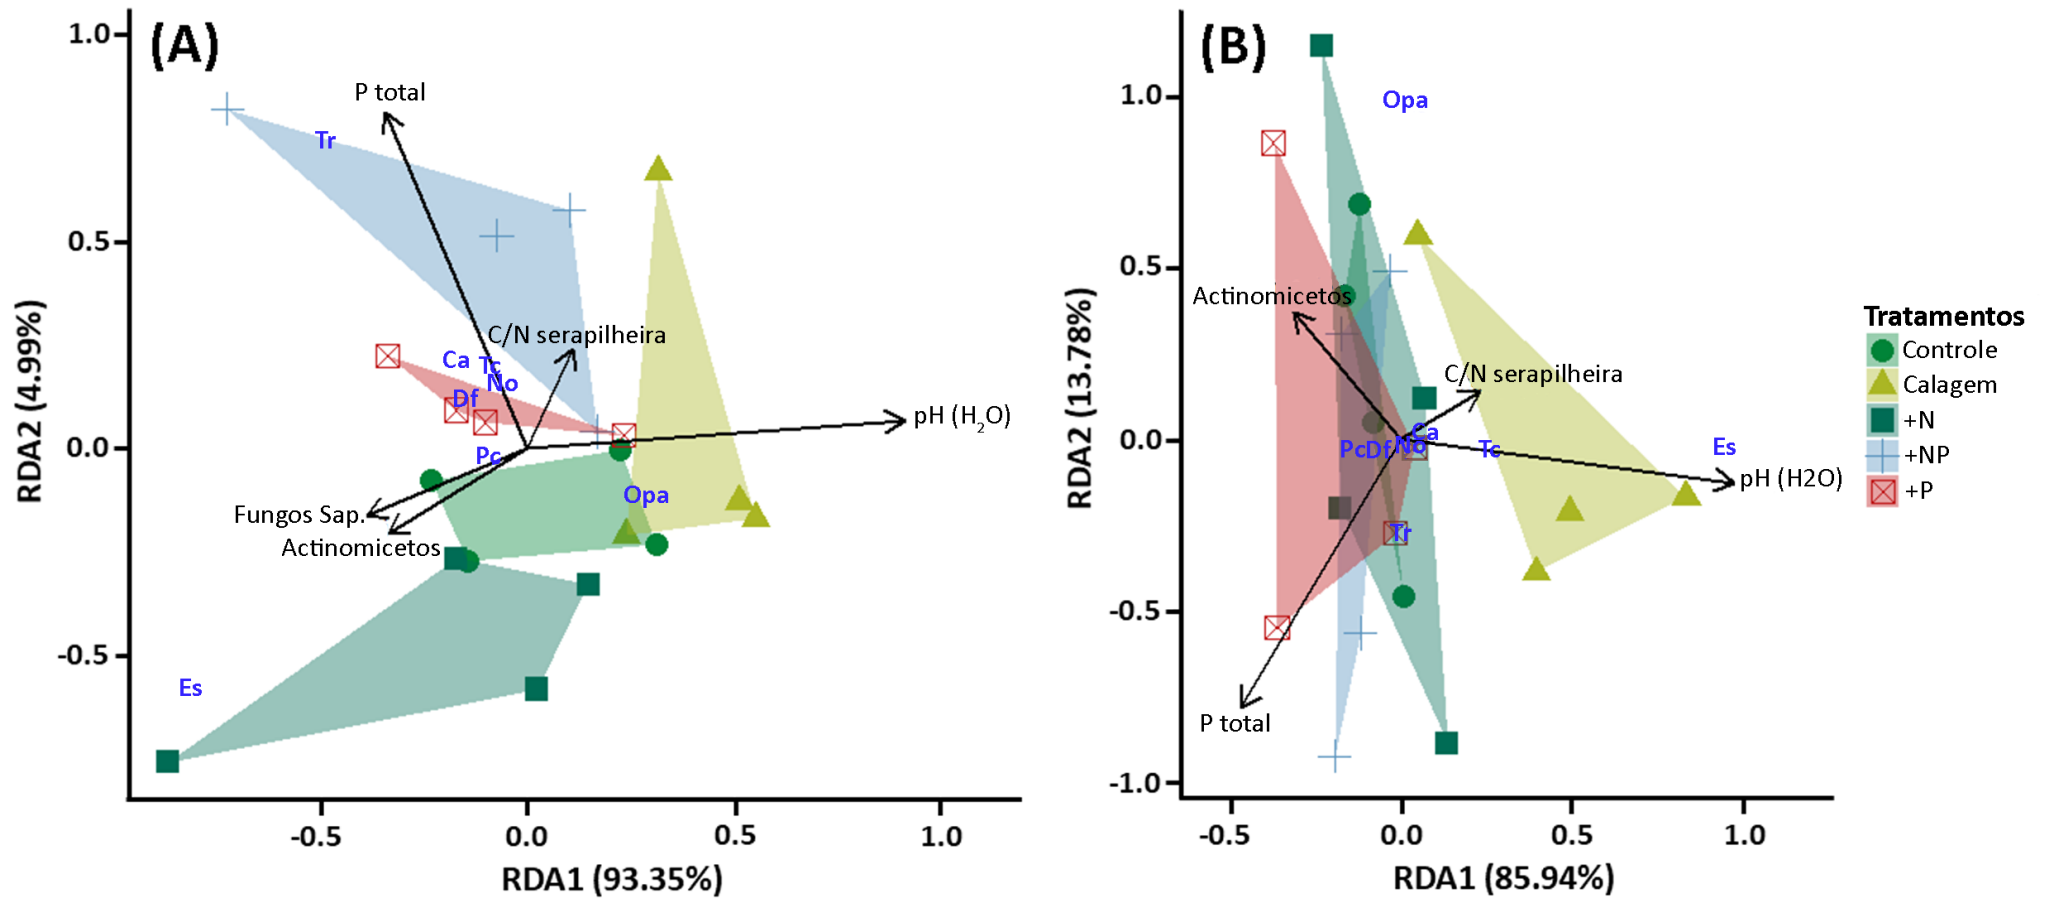 (A)
1.0
0.5
0.0
-0.5
RDA2 (4.99%)
P total
Tr
C/N serapilheira
Ca
Tc
No
Df
pH (H2O)
Pc
Opa
Fungos Sap.
Actinomicetos
Es
-0.5
0.0
0.5
1.0
RDA1 (93.35%)
(B)
1.0
0.5
0.0
-0.5
-1.0
RDA2 (13.78%)
Opa
Actinomicetos
C/N serapilheira
Ca
Pc
Df
No
Tc
Es
pH (H2O)
Tr
P total
-0.5
0.0
0.5
1.0
RDA1 (85.94%)
Tratamentos
Controle
Calagem
+N
+NP
+P